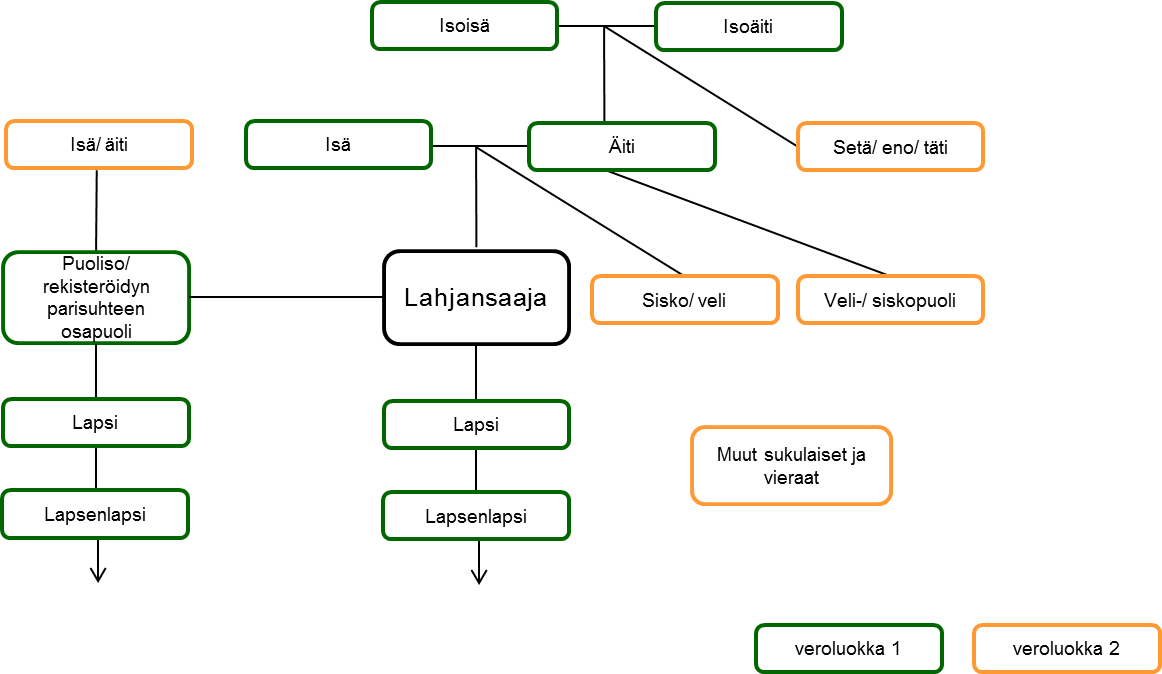 Isoisä
Isoäiti
Isä/ äiti
Isä
Äiti
Setä/ eno/ täti
Puoliso/
rekisteröidyn
parisuhteen
osapuoli
Lahjansaaja
Sisko/ veli
Veli-/ siskopuoli
Lapsi
Lapsi
Muut sukulaiset ja
vieraat
Lapsenlapsi
Lapsenlapsi
veroluokka 1
veroluokka 2